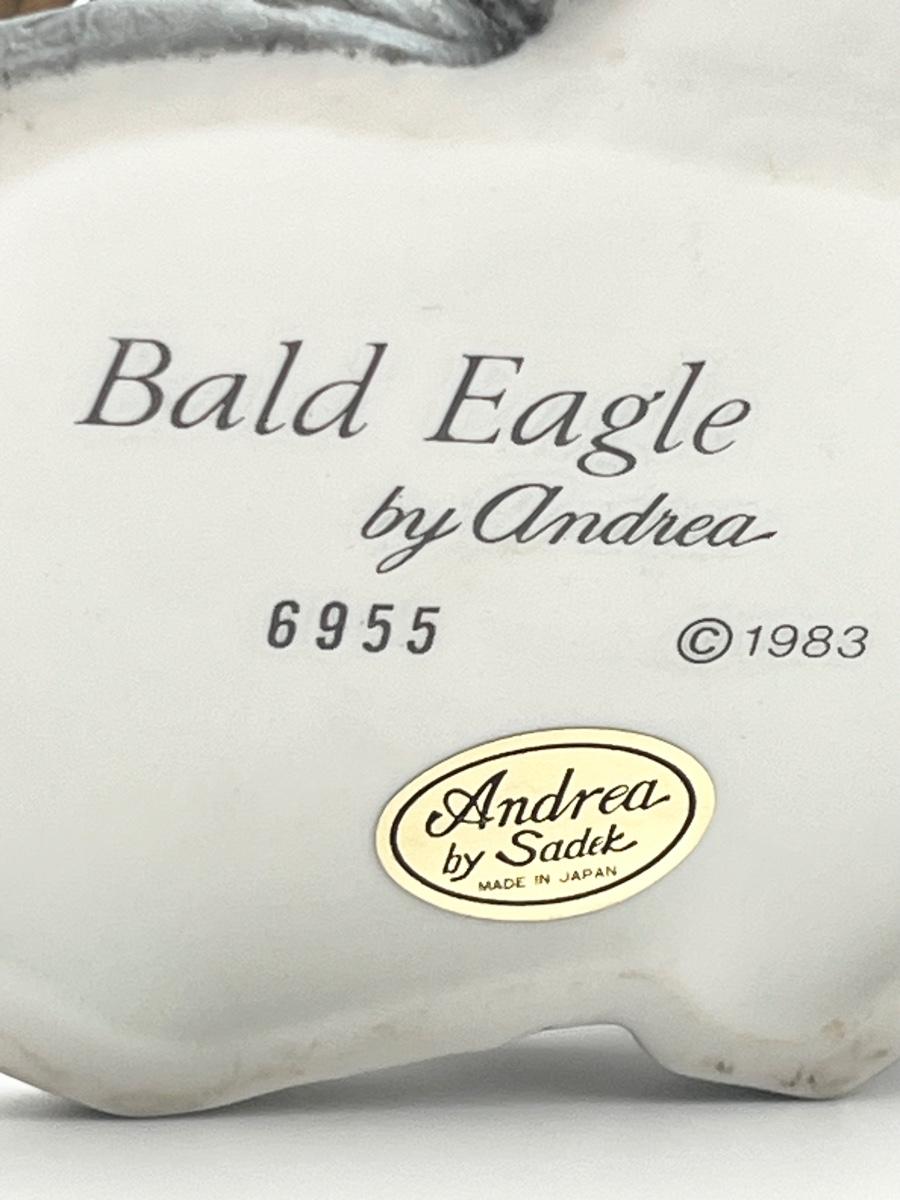 Bald Eagle
by Andrea
6955 ©1983
Andrea
by Sadek
MADE IN JAPAN